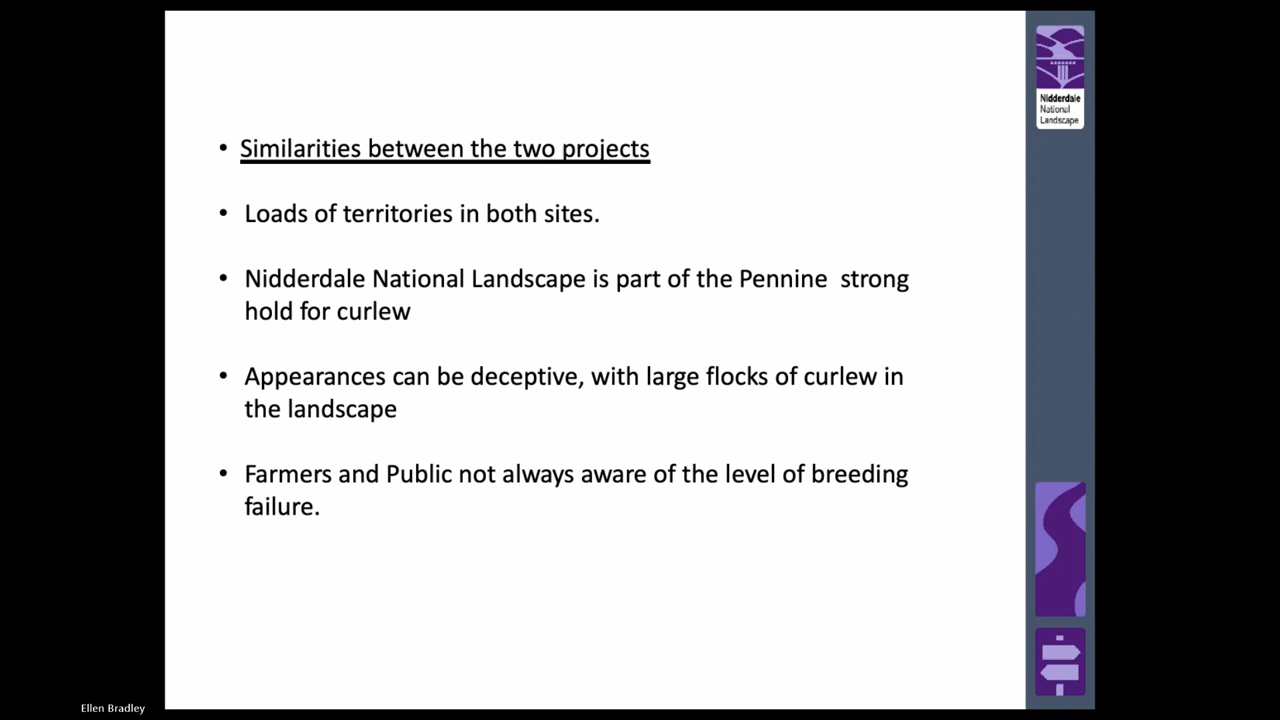 • Similarities between the two projects
• Loads of territories in both sites.
• Nidderdale National Landscape is part of the Pennine  strong
hold for curlew
• Appearances can be deceptive, with large flocks of curlew in
the landscape
• Farmers and Public not always aware of the level of breeding
failure.
Nidderdale
National
Landscape
Ellen Bradley